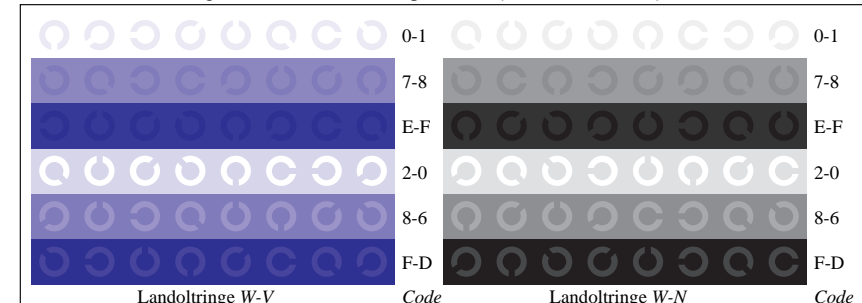 0-1 0-1
7-8 7-8
E-F E-F
2-0 2-0
8-6 8-6
F-D F-D
Landoltringe W-V Code Landoltringe W-N Code